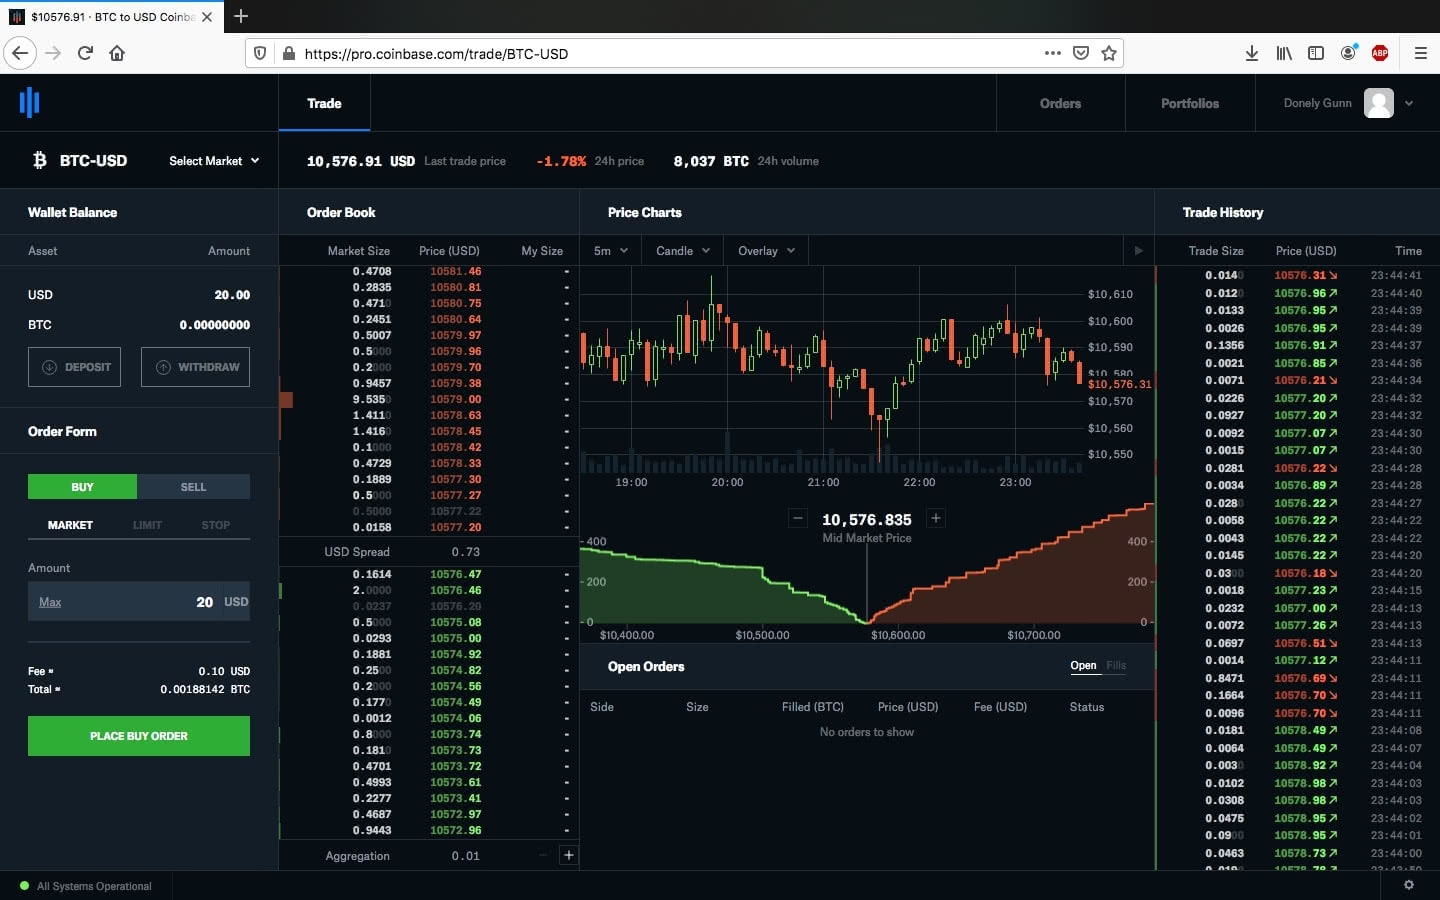 $10576.91 · BTC to USD Coinba
https://pro.coinbase.com/trade/BTC-USD
ABP
Trade
Orders
Portfolios
Donely Gunn
BTC-USD
Select Market
10,576.91 USD Last trade price
-1.78% 24h price
8,037 BTC 24h volume
Wallet Balance
Asset Amount
USD 20.00
BTC 0.00000000
DEPOSIT WITHDRAW
Order Form
BUY SELL
MARKET LIMIT STOP
Amount
Max 20 USD
Fee ≈ 0.10 USD
Total ≈ 0.00188142 BTC
PLACE BUY ORDER
Order Book
Market Size Price (USD) My Size
0.4708 10581.46 -
0.2835 10580.81 -
0.4710 10580.75 -
0.2451 10580.64 -
0.5007 10579.97 -
0.5000 10579.96 -
0.2000 10579.70 -
0.9457 10579.38 -
9.5350 10579.00 -
1.4110 10578.63 -
1.4160 10578.45 -
0.1000 10578.42 -
0.4729 10578.33 -
0.1889 10577.30 -
0.5000 10577.27 -
0.5000 10577.22 -
0.0158 10577.20 -
USD Spread 0.73
0.1614 10576.47 -
2.0000 10576.46 -
0.0237 10576.20 -
0.5000 10575.08 -
0.0293 10575.00 -
0.1881 10574.92 -
0.2500 10574.82 -
0.2000 10574.56 -
0.1770 10574.49 -
0.0012 10574.06 -
0.8000 10573.74 -
0.1810 10573.73 -
0.4701 10573.72 -
0.4993 10573.61 -
0.2277 10573.41 -
0.4687 10572.97 -
0.9443 10572.96 -
Aggregation 0.01 - +
Price Charts
5m Candle Overlay
$10,610
$10,600
$10,590
$10,580
$10,576.31
$10,570
$10,560
$10,550
19:00 20:00 21:00 22:00 23:00
- 10,576.835 +
Mid Market Price
400 400
200 200
0 0
$10,400.00 $10,500.00 $10,600.00 $10,700.00
Open Orders
Open Fills
Side Size Filled (BTC) Price (USD) Fee (USD) Status
No orders to show
Trade History
Trade Size Price (USD) Time
0.0140 10576.31↘ 23:44:41
0.0120 10576.96↗ 23:44:40
0.0133 10576.95↗ 23:44:39
0.0026 10576.95↗ 23:44:39
0.1356 10576.91↗ 23:44:37
0.0021 10576.85↗ 23:44:36
0.0071 10576.21↘ 23:44:34
0.0226 10577.20↗ 23:44:32
0.0927 10577.20↗ 23:44:32
0.0092 10577.07↗ 23:44:30
0.0015 10577.07↗ 23:44:30
0.0281 10576.22↘ 23:44:28
0.0034 10576.89↗ 23:44:28
0.0280 10576.22↗ 23:44:27
0.0058 10576.22↗ 23:44:22
0.0043 10576.22↗ 23:44:22
0.0145 10576.22↗ 23:44:20
0.0300 10576.18↘ 23:44:20
0.0018 10577.23↗ 23:44:15
0.0232 10577.00↗ 23:44:13
0.0072 10577.26↗ 23:44:13
0.0697 10576.51↘ 23:44:13
0.0014 10577.12↗ 23:44:11
0.8471 10576.69↘ 23:44:11
0.1664 10576.70↘ 23:44:11
0.0096 10576.70↘ 23:44:11
0.0181 10578.49↗ 23:44:08
0.0064 10578.49↗ 23:44:07
0.0030 10578.92↗ 23:44:04
0.0102 10578.98↗ 23:44:03
0.0308 10578.98↗ 23:44:03
0.0475 10578.95↗ 23:44:02
0.0900 10578.95↗ 23:44:01
0.0463 10578.73↗ 23:44:00
All Systems Operational